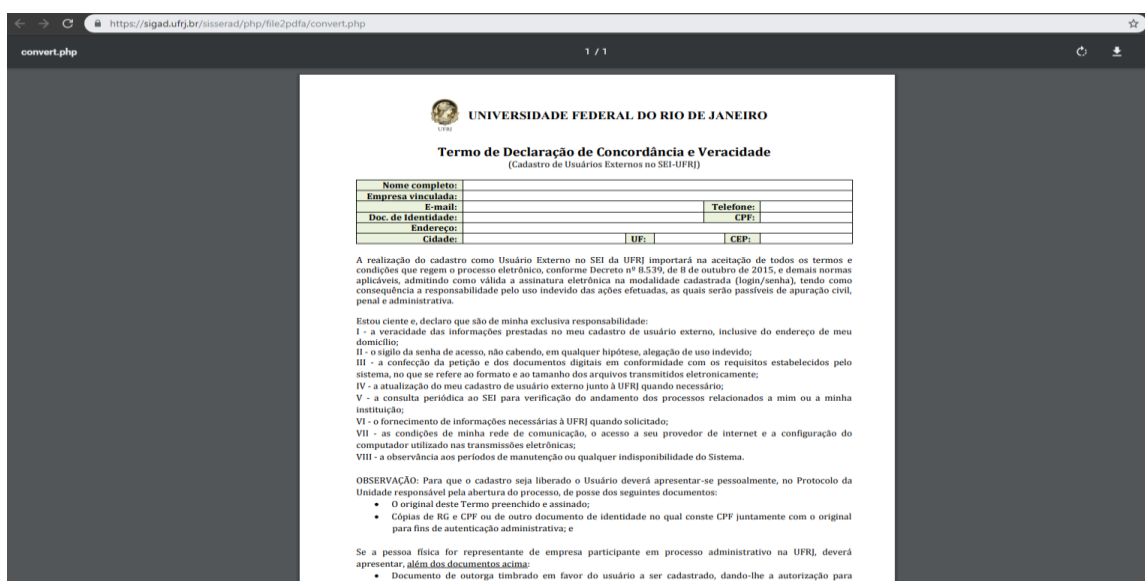 https://sigad.ufrj.br/sisserad/php/file2pdfa/convert.php
convert.php
1 / 1
UFRJ
UNIVERSIDADE FEDERAL DO RIO DE JANEIRO
Termo de Declaração de Concordância e Veracidade
(Cadastro de Usuários Externos no SEI-UFRJ)
Nome completo:
Empresa vinculada:
E-mail: Telefone:
Doc. de Identidade: CPF:
Endereço:
Cidade: UF: CEP:
A realização do cadastro como Usuário Externo no SEI da UFRJ importará na aceitação de todos os termos e
condições que regem o processo eletrônico, conforme Decreto nº 8.539, de 8 de outubro de 2015, e demais normas
aplicáveis, admitindo como válida a assinatura eletrônica na modalidade cadastrada (login/senha), tendo como
consequência a responsabilidade pelo uso indevido das ações efetuadas, as quais serão passíveis de apuração civil,
penal e administrativa.
Estou ciente e, declaro que são de minha exclusiva responsabilidade:
I - a veracidade das informações prestadas no meu cadastro de usuário externo, inclusive do endereço de meu
domicílio;
II - o sigilo da senha de acesso, não cabendo, em qualquer hipótese, alegação de uso indevido;
III - a confecção da petição e dos documentos digitais em conformidade com os requisitos estabelecidos pelo
sistema, no que se refere ao formato e ao tamanho dos arquivos transmitidos eletronicamente;
IV - a atualização do meu cadastro de usuário externo junto à UFRJ quando necessário;
V - a consulta periódica ao SEI para verificação do andamento dos processos relacionados a mim ou a minha
instituição;
VI - o fornecimento de informações necessárias à UFRJ quando solicitado;
VII - as condições de minha rede de comunicação, o acesso a seu provedor de internet e a configuração do
computador utilizado nas transmissões eletrônicas;
VIII - a observância aos períodos de manutenção ou qualquer indisponibilidade do Sistema.
OBSERVAÇÃO: Para que o cadastro seja liberado o Usuário deverá apresentar-se pessoalmente, no Protocolo da
Unidade responsável pela abertura do processo, de posse dos seguintes documentos:
• O original deste Termo preenchido e assinado;
• Cópias de RG e CPF ou de outro documento de identidade no qual conste CPF juntamente com o original
para fins de autenticação administrativa; e
Se a pessoa física for representante de empresa participante em processo administrativo na UFRJ, deverá
apresentar, além dos documentos acima:
• Documento de outorga timbrado em favor do usuário a ser cadastrado, dando-lhe a autorização para